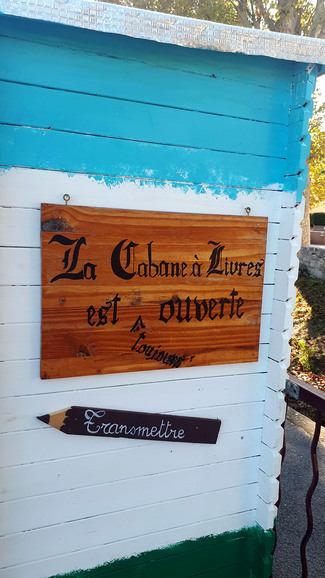 La Cabane à Livres
est ouverte
toujours
Transmettre